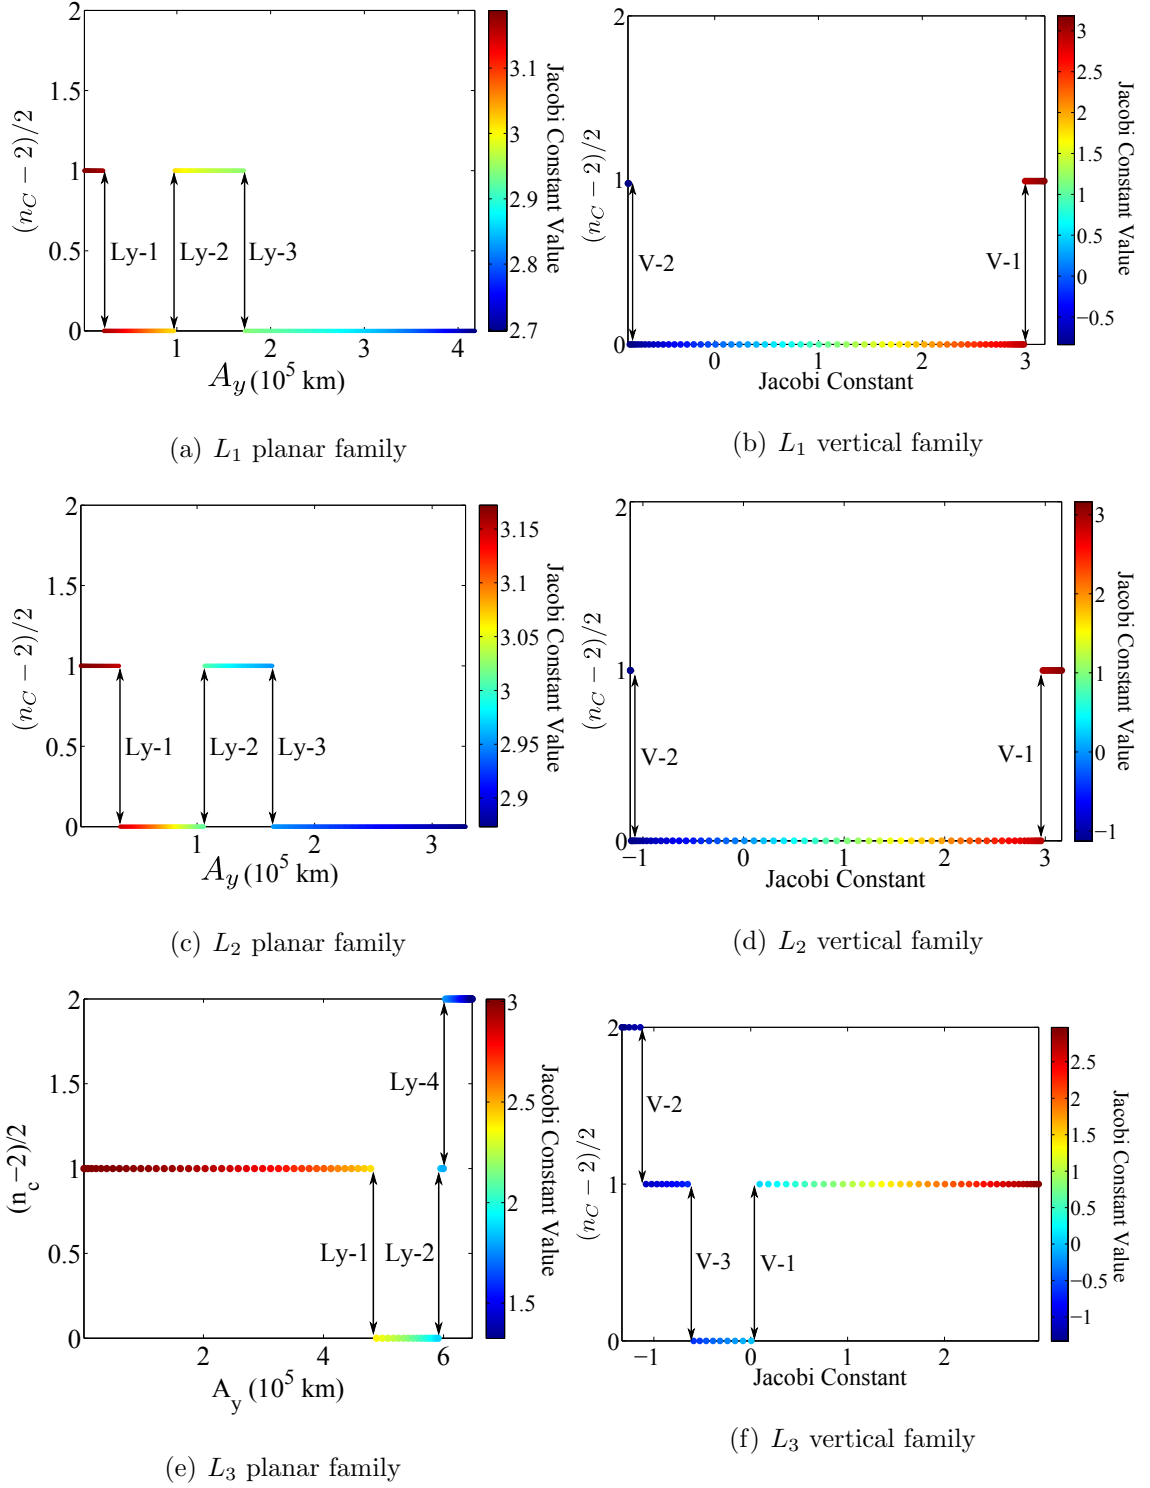 2
1.5
1
0.5
0
(n_C − 2)/2
Ly-1
Ly-2
Ly-3
1
2
3
4
A_y (10^5 km)
3.1
3
2.9
2.8
2.7
Jacobi Constant Value
(a) L_1 planar family
2
1
0
(n_C − 2)/2
V-2
V-1
0
1
2
3
Jacobi Constant
3
2.5
2
1.5
1
0.5
0
−0.5
Jacobi Constant Value
(b) L_1 vertical family
2
1.5
1
0.5
0
(n_C − 2)/2
Ly-1
Ly-2
Ly-3
1
2
3
A_y (10^5 km)
3.15
3.1
3.05
3
2.95
2.9
Jacobi Constant Value
(c) L_2 planar family
2
1
0
(n_C − 2)/2
V-2
V-1
−1
0
1
2
3
Jacobi Constant
3
2
1
0
−1
Jacobi Constant Value
(d) L_2 vertical family
2
1.5
1
0.5
0
(n_c−2)/2
Ly-4
Ly-1
Ly-2
2
4
6
A_y (10^5 km)
3
2.5
2
1.5
Jacobi Constant Value
(e) L_3 planar family
2
1
0
(n_C − 2)/2
V-2
V-3
V-1
−1
0
1
2
Jacobi Constant
2.5
2
1.5
1
0.5
0
−0.5
−1
Jacobi Constant Value
(f) L_3 vertical family